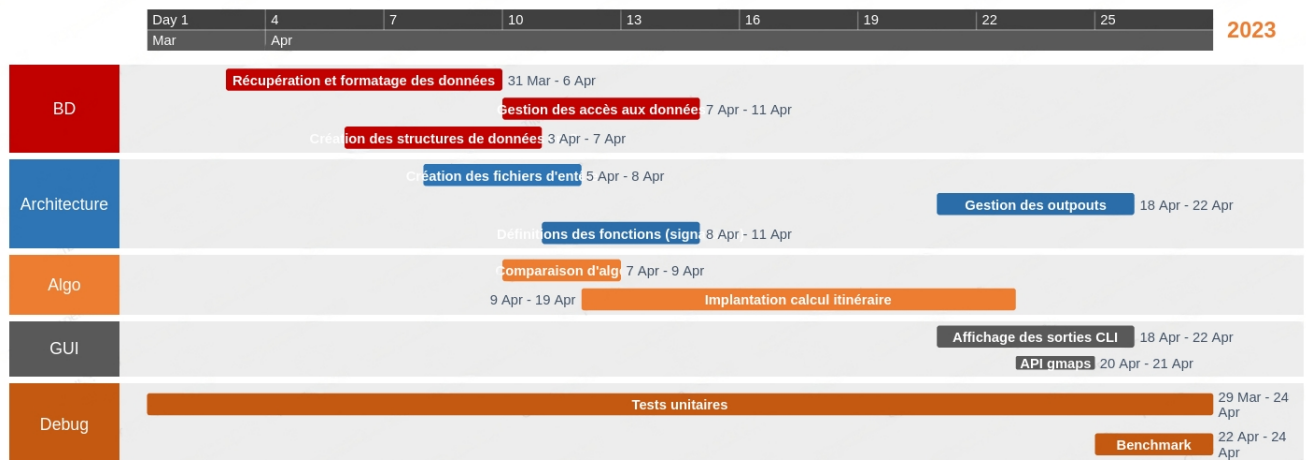 Day 1 4 7 10 13 16 19 22 25
Mar Apr
2023
BD
Récupération et formatage des données 31 Mar - 6 Apr
Gestion des accès aux donnée 7 Apr - 11 Apr
Création des structures de données 3 Apr - 7 Apr
Architecture
Création des fichiers d'enté 5 Apr - 8 Apr
Gestion des outpouts 18 Apr - 22 Apr
Définitions des fonctions (signa 8 Apr - 11 Apr
Algo
Comparaison d'algo 7 Apr - 9 Apr
9 Apr - 19 Apr Implantation calcul itinéraire
GUI
Affichage des sorties CLI 18 Apr - 22 Apr
API gmaps 20 Apr - 21 Apr
Debug
Tests unitaires 29 Mar - 24
Apr
Benchmark 22 Apr - 24
Apr